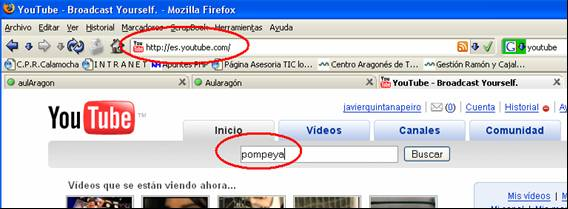 YouTube - Broadcast Yourself. - Mozilla Firefox
Archivo Editar Ver Historial Marcadores ScrapBook Herramientas Ayuda
http://es.youtube.com/ youtube
C.P.R.Calamocha INTRANET Apuntes PHP Página Asesoria TIC lo... Centro Aragonés de T... Gestión Ramón y Cajal...
aulAragon Aularagón YouTube - Broadcast Yourself.
YouTube TM javierquintanapeiro (0) Cuenta Historial
Inicio Vídeos Canales Comunidad
pompeya Buscar
Vídeos que se están viendo ahora... Mis vídeos